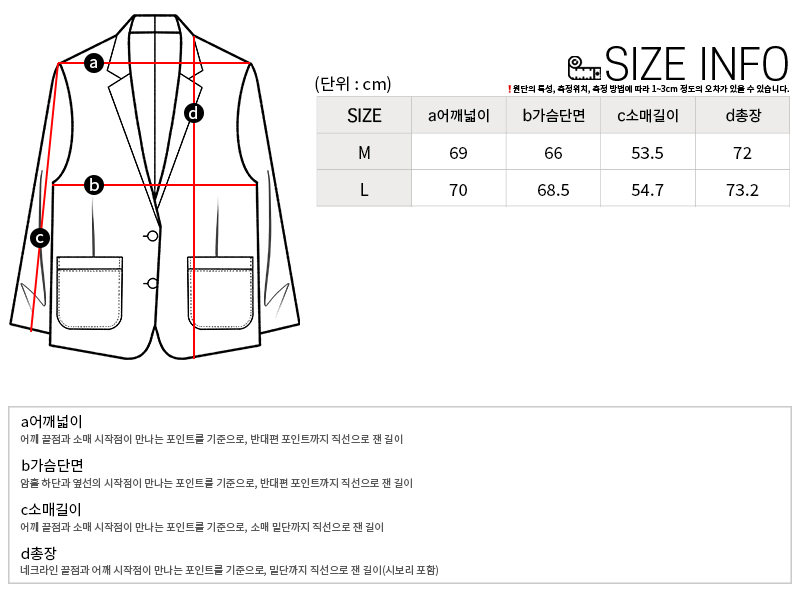 SIZE INFO
(단위 : cm)
!원단의 특성, 측정위치, 측정 방법에 따라 1~3cm 정도의 오차가 있을 수 있습니다.
SIZE a어깨넓이 b가슴단면 c소매길이 d총장
M 69 66 53.5 72
L 70 68.5 54.7 73.2
a
d
b
c
a어깨넓이
어깨 끝점과 소매 시작점이 만나는 포인트를 기준으로, 반대편 포인트까지 직선으로 잰 길이
b가슴단면
암홀 하단과 옆선의 시작점이 만나는 포인트를 기준으로, 반대편 포인트까지 직선으로 잰 길이
c소매길이
어깨 끝점과 소매 시작점이 만나는 포인트를 기준으로, 소매 밑단까지 직선으로 잰 길이
d총장
네크라인 끝점과 어깨 시작점이 만나는 포인트를 기준으로, 밑단까지 직선으로 잰 길이(시보리 포함)